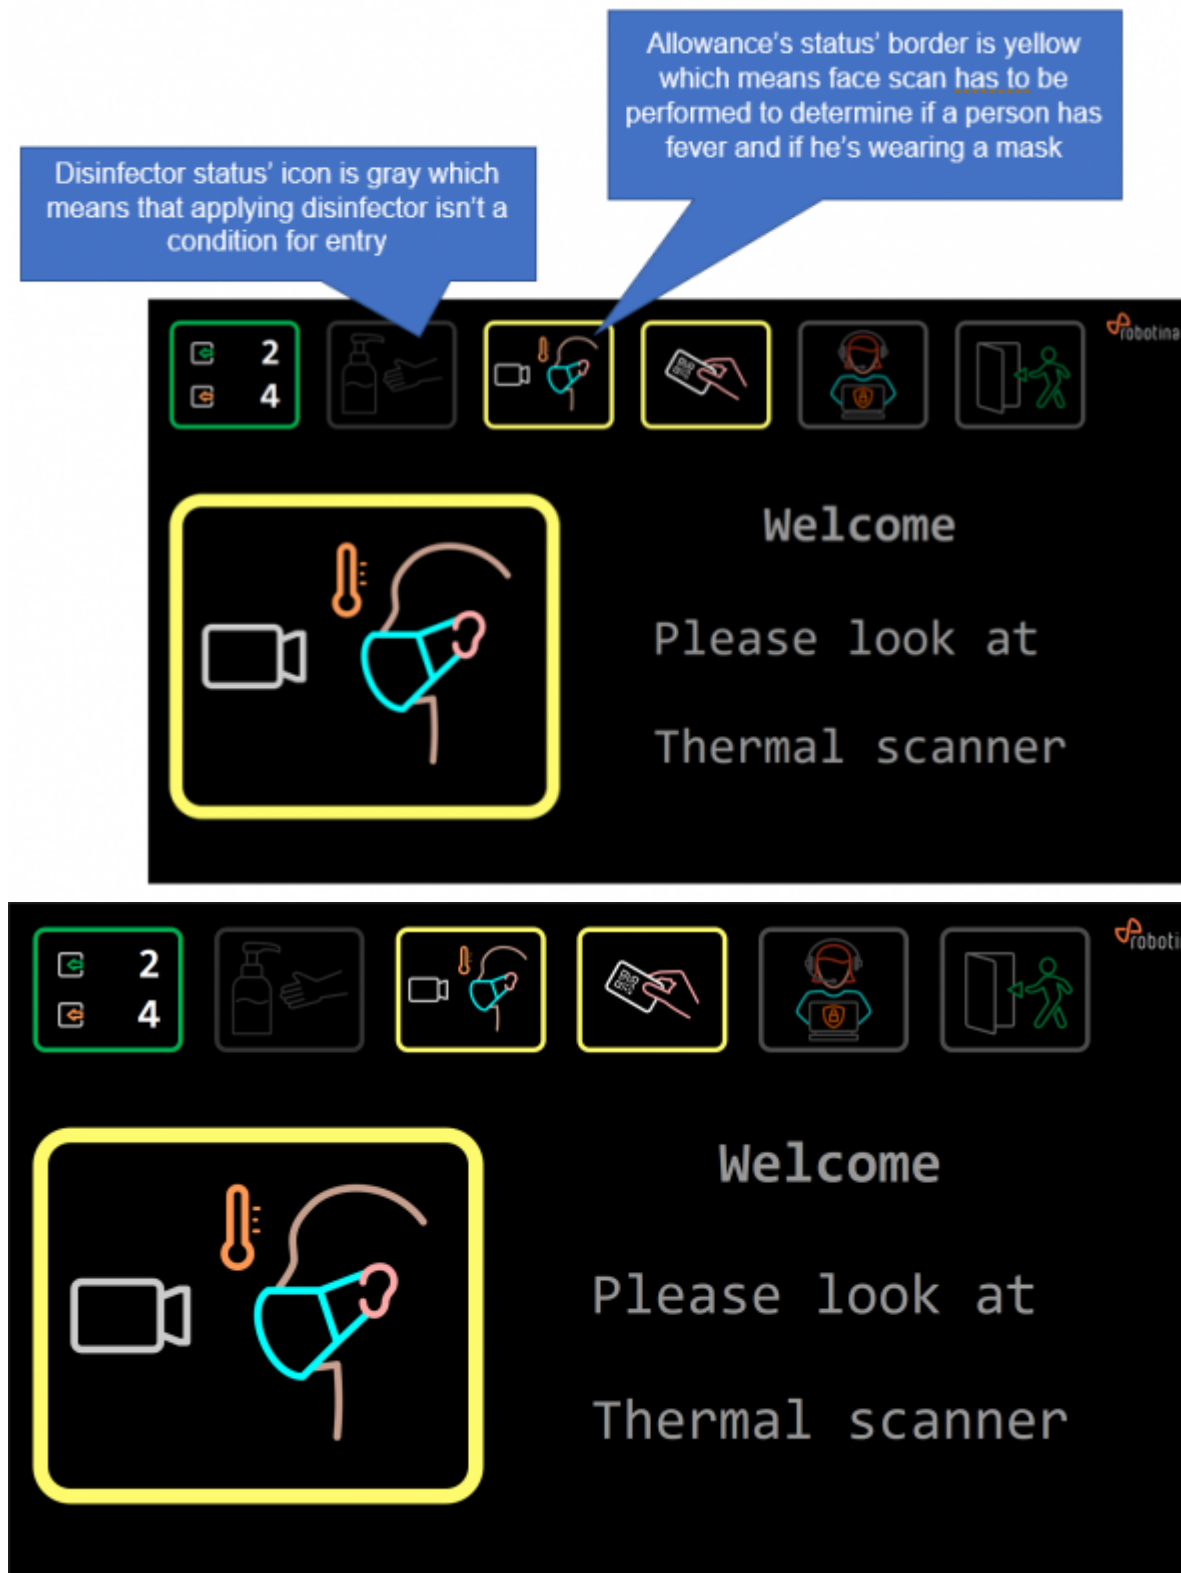 Allowance's status' border is yellow
which means face scan has to be
performed to determine if a person has
fever and if he's wearing a mask
Disinfector status' icon is gray which
means that applying disinfector isn't a
condition for entry
2
4
robotina
Welcome
Please look at
Thermal scanner
2
4
roboti
Welcome
Please look at
Thermal scanner